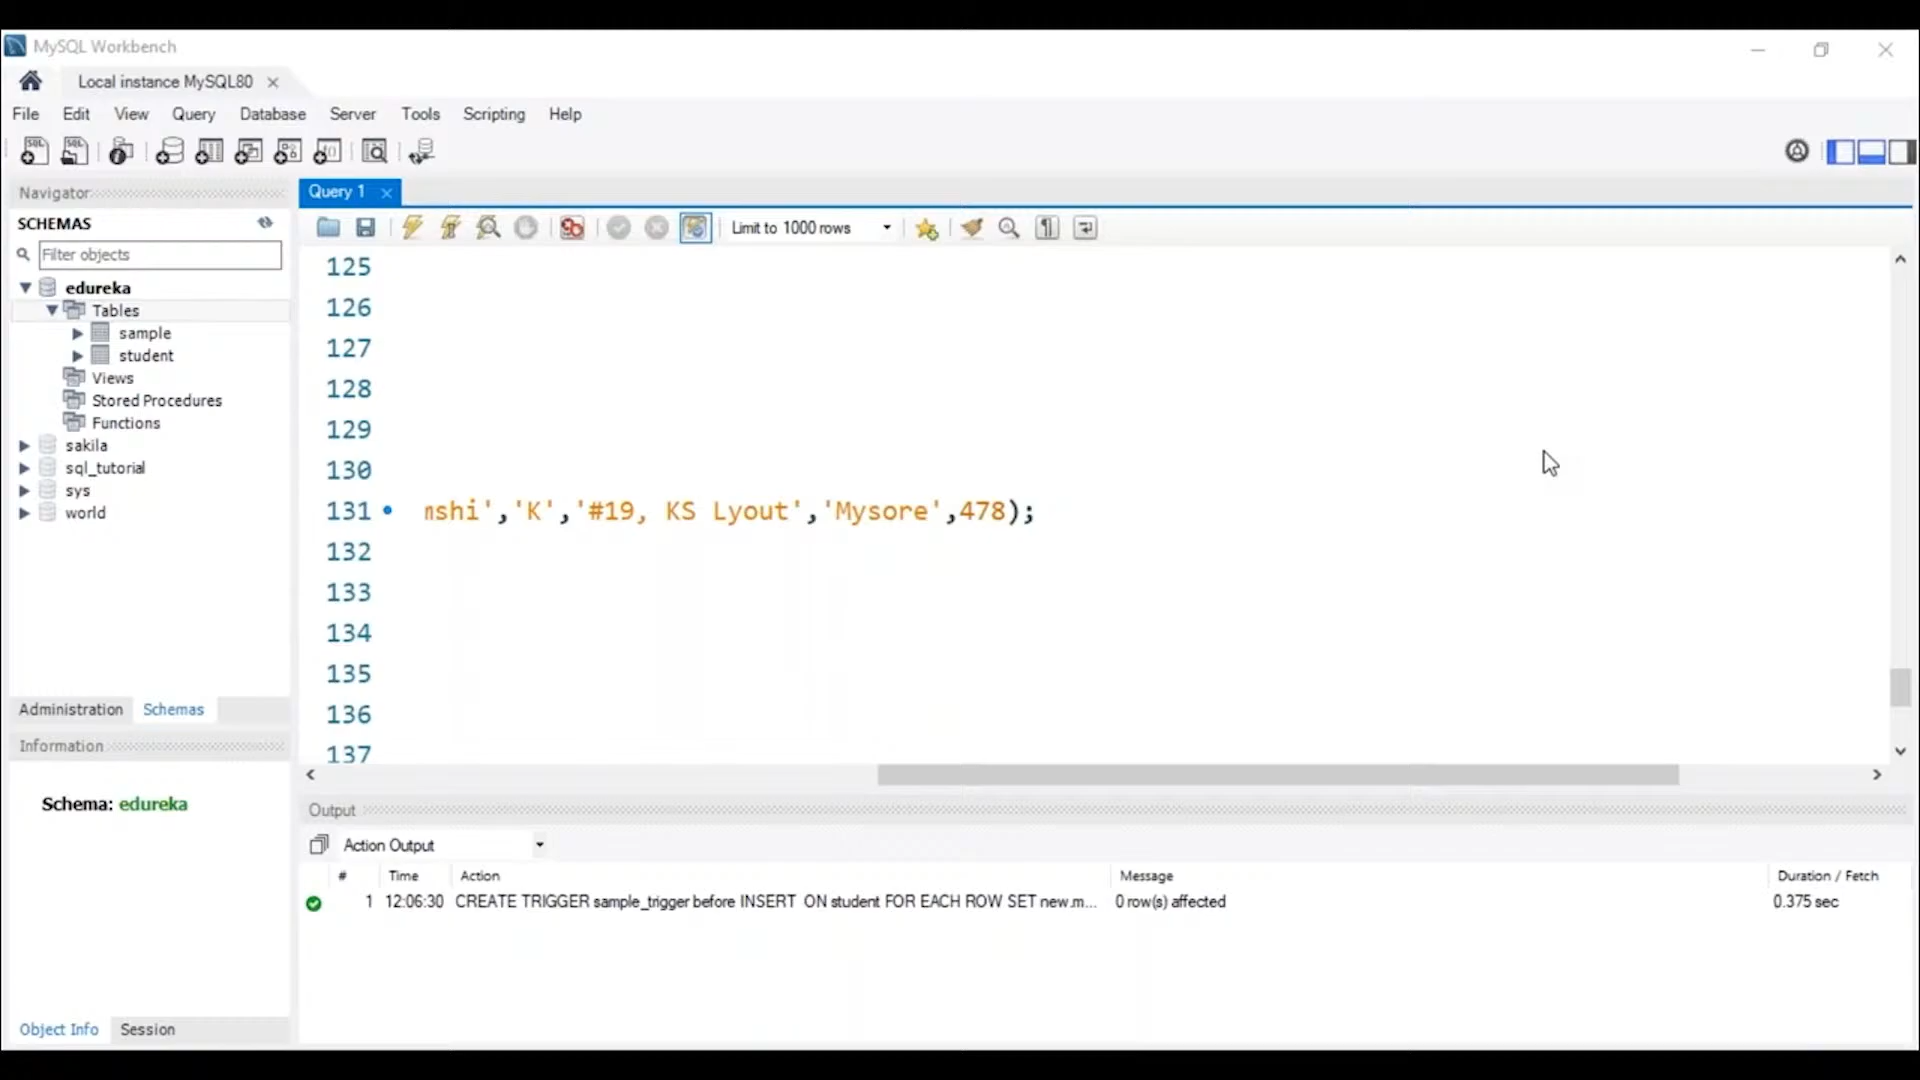 MySQL Workbench
Local instance MySQL80
File Edit View Query Database Server Tools Scripting Help
Navigator
SCHEMAS
Filter objects
edureka
Tables
sample
student
Views
Stored Procedures
Functions
sakila
sql_tutorial
sys
world
Administration Schemas
Information
Schema: edureka
Object Info Session
Query 1
Limit to 1000 rows
125
126
127
128
129
130
131 nshi','K','#19, KS Lyout','Mysore',478);
132
133
134
135
136
137
Output
Action Output
# Time Action Message Duration / Fetch
1 12:06:30 CREATE TRIGGER sample_trigger before INSERT ON student FOR EACH ROW SET new.m... 0 row(s) affected 0.375 sec